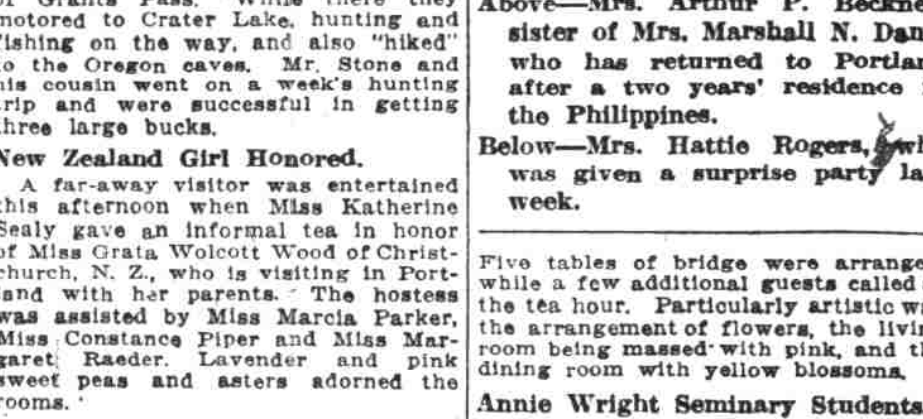 of Grants Pass. While there they
motored to Crater Lake, hunting and
fishing on the way, and also "hiked"
to the Oregon caves. Mr. Stone and
his cousin went on a week's hunting
trip and were successful in getting
three large bucks.
New Zealand Girl Honored.
A far-away visitor was entertained
this afternoon when Miss Katherine
Sealy gave an informal tea in honor
of Miss Grata Wolcott Wood of Christ-
church, N. Z., who is visiting in Port-
land with her parents. The hostess
was assisted by Miss Marcia Parker,
Miss Constance Piper and Miss Mar-
garet Raeder. Lavender and pink
sweet peas and asters adorned the
rooms.
Above—Mrs. Arthur P. Beckne
sister of Mrs. Marshall N. Dan
who has returned to Portlan
after a two years' residence
the Philippines.
Below—Mrs. Hattie Rogers, wh
was given a surprise party la
week.
Five tables of bridge were arrange
while a few additional guests called
the tea hour. Particularly artistic w
the arrangement of flowers, the livi
room being massed with pink, and t
dining room with yellow blossoms.
Annie Wright Seminary Students